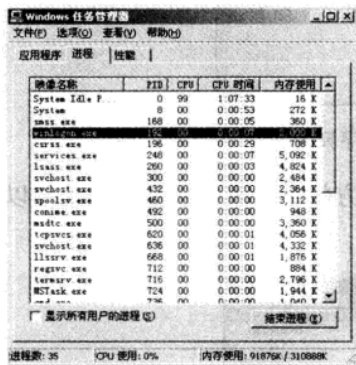 Windows 任务管理器
文件(F) 选项(O) 查看(V) 帮助(H)
应用程序 进程 性能
映像名称 PID CPU CPU 时间 内存使用
System Idle P... 0 99 1:07:33 16 K
System 8 00 0:00:53 272 K
smss.exe 168 00 0:00:05 360 K
winlogon.exe 192 00 0:00:07
csrss.exe 196 00 0:00:29 708 K
services.exe 248 00 0:00:07 5,092 K
lsass.exe 260 00 0:00:03 4,824 K
svchost.exe 300 00 0:00:00 2,484 K
svchost.exe 432 00 0:00:00 2,364 K
spoolsv.exe 460 00 0:00:00 3,112 K
conime.exe 492 00 0:00:00 948 K
msdtc.exe 500 00 0:00:00 3,360 K
tcpsvcs.exe 620 00 0:00:01 4,056 K
svchost.exe 636 00 0:00:01 4,332 K
llssrv.exe 668 00 0:00:01 1,876 K
regsvc.exe 712 00 0:00:00 884 K
termsrv.exe 716 00 0:00:00 2,796 K
MSTask.exe 724 00 0:00:00 1,944 K
显示所有用户的进程(S) 结束进程(E)
进程数: 35 CPU 使用: 0% 内存使用: 91876K / 310888K